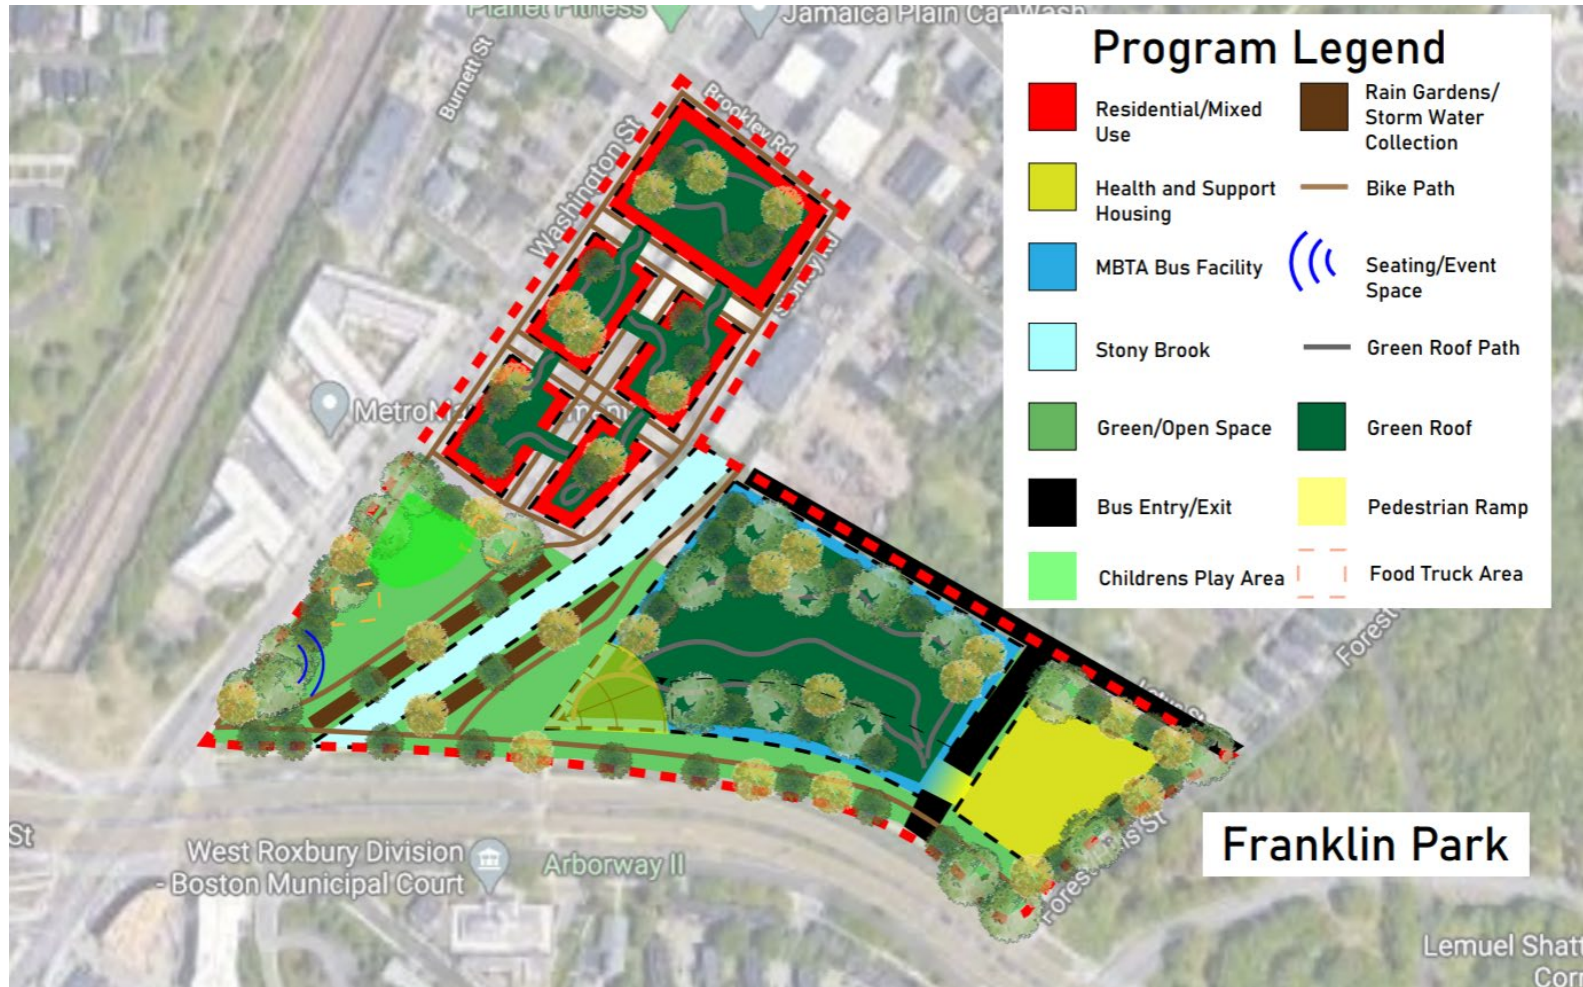 Planet Fitness
Jamaica Plain Car Wash
Burnett St
Brookley Rd
Washington St
Program Legend
Residential/Mixed
Use
Rain Gardens/
Storm Water
Collection
Health and Support
Housing
Bike Path
MBTA Bus Facility
Seating/Event
Space
Stony Brook
Green Roof Path
Green/Open Space
Green Roof
Bus Entry/Exit
Pedestrian Ramp
Childrens Play Area
Food Truck Area
Forest
St
West Roxbury Division
- Boston Municipal Court
Arborway II
Franklin Park
Lemuel Shatt
Corr